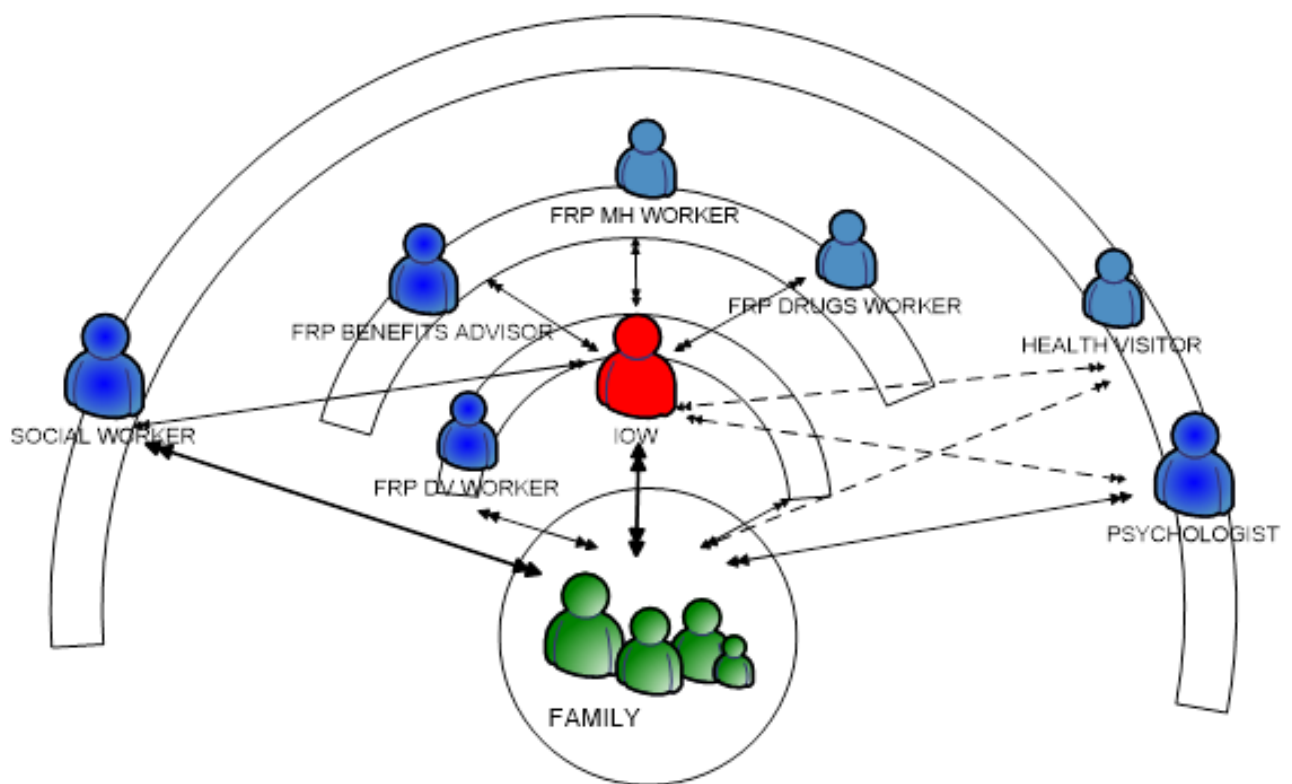 FRP MH WORKER
FRP BENEFITS ADVISOR
FRP DRUGS WORKER
HEALTH VISITOR
SOCIAL WORKER
IOW
FRP DV WORKER
PSYCHOLOGIST
FAMILY